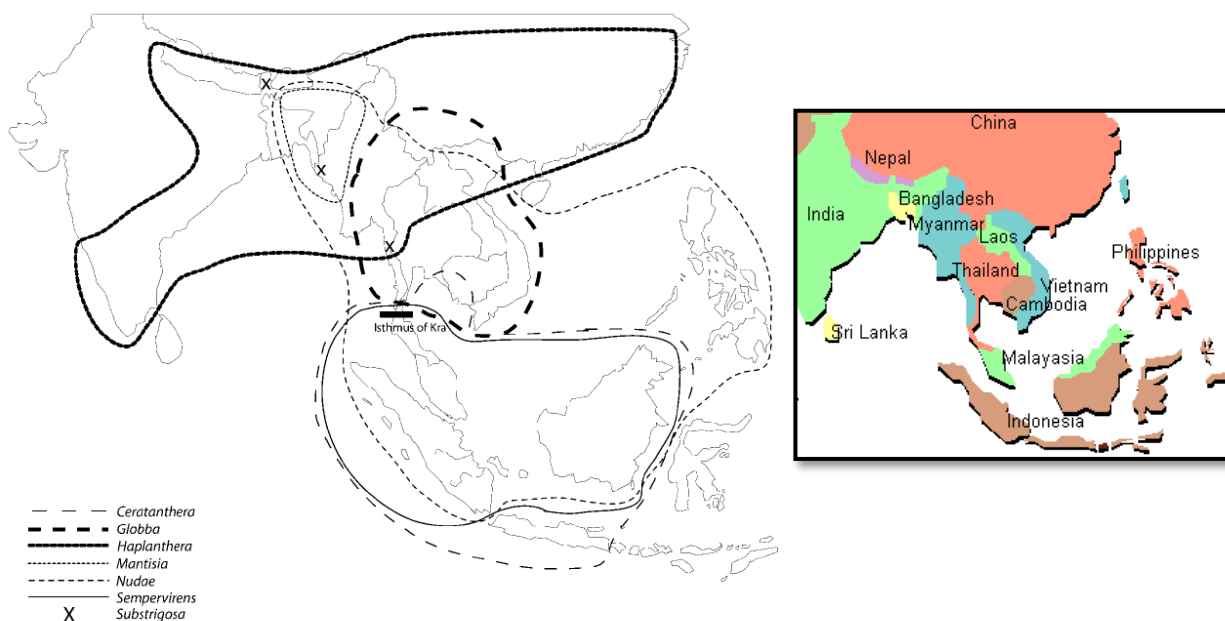 Isthmus of Kra
Ceratanthera
Globba
Haplanthera
Mantisia
Nudae
Sempervirens
X Substrigosa
X
X
X
China
Nepal
Bangladesh
India
Myanmar
Laos
Philippines
Thailand
Vietnam
Cambodia
Sri Lanka
Malayasia
Indonesia